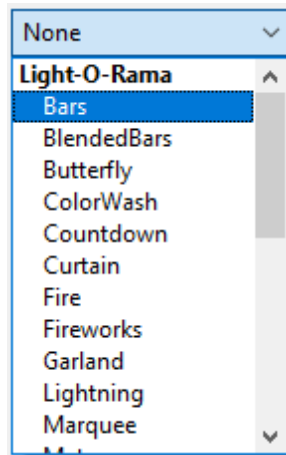 None
Light-O-Rama
Bars
BlendedBars
Butterfly
ColorWash
Countdown
Curtain
Fire
Fireworks
Garland
Lightning
Marquee